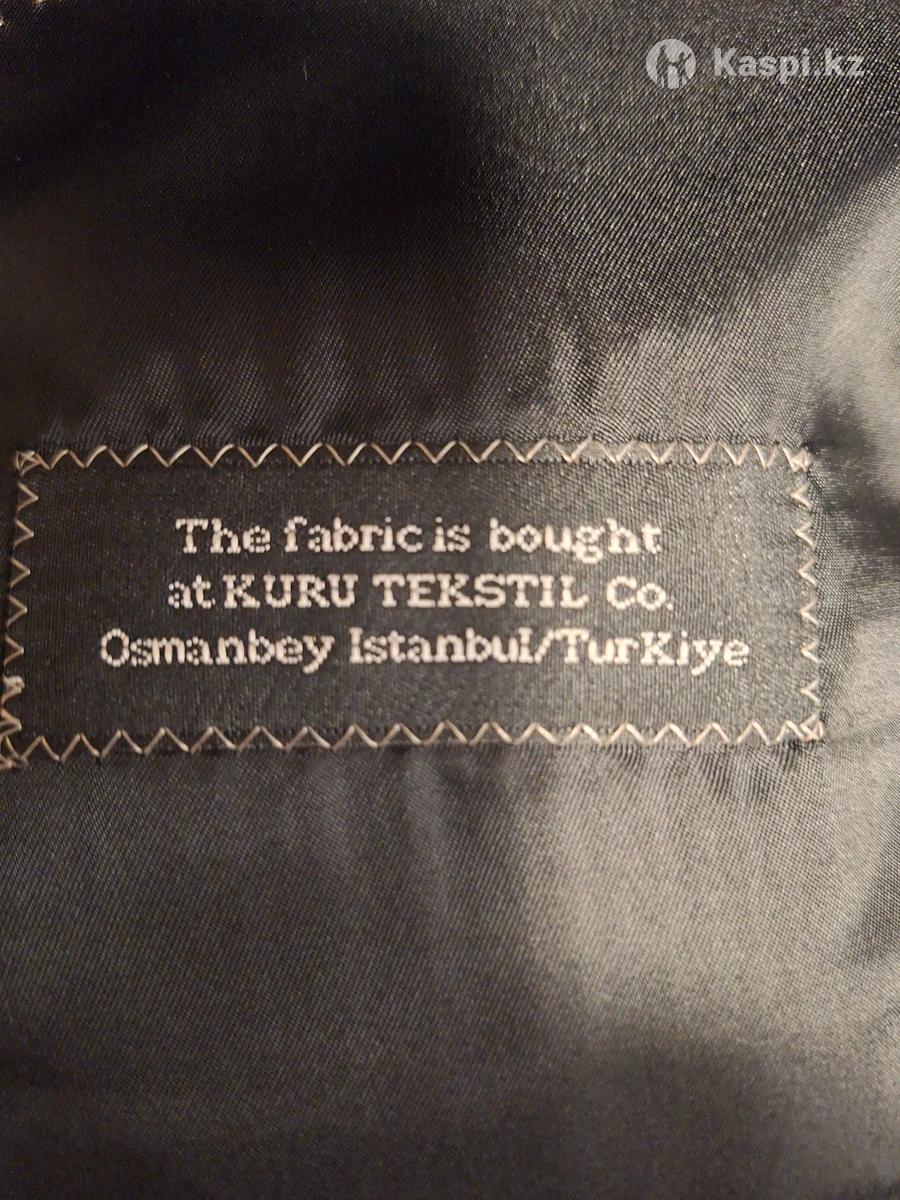 Kaspi.kz
The fabric is bought
at KURU TEKSTIL Co.
Osmanbey Istanbul/TurKiye